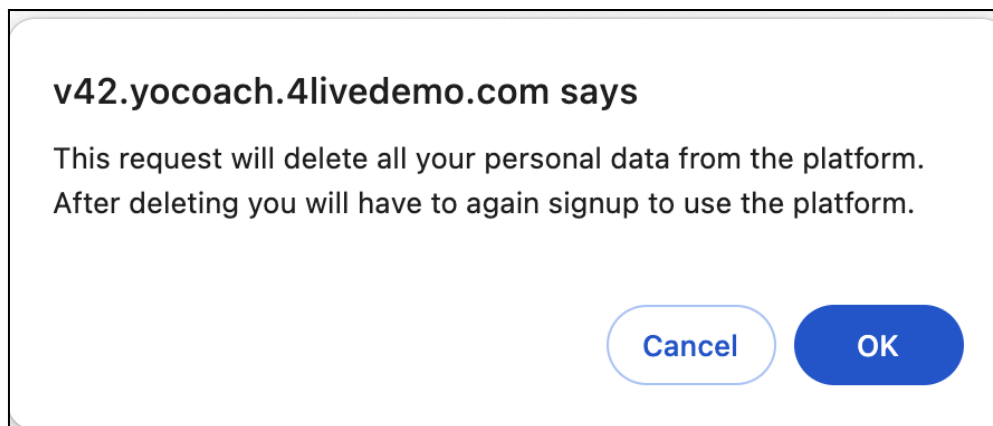 v42.yocoach.4livedemo.com says
This request will delete all your personal data from the platform.
After deleting you will have to again signup to use the platform.
Cancel OK